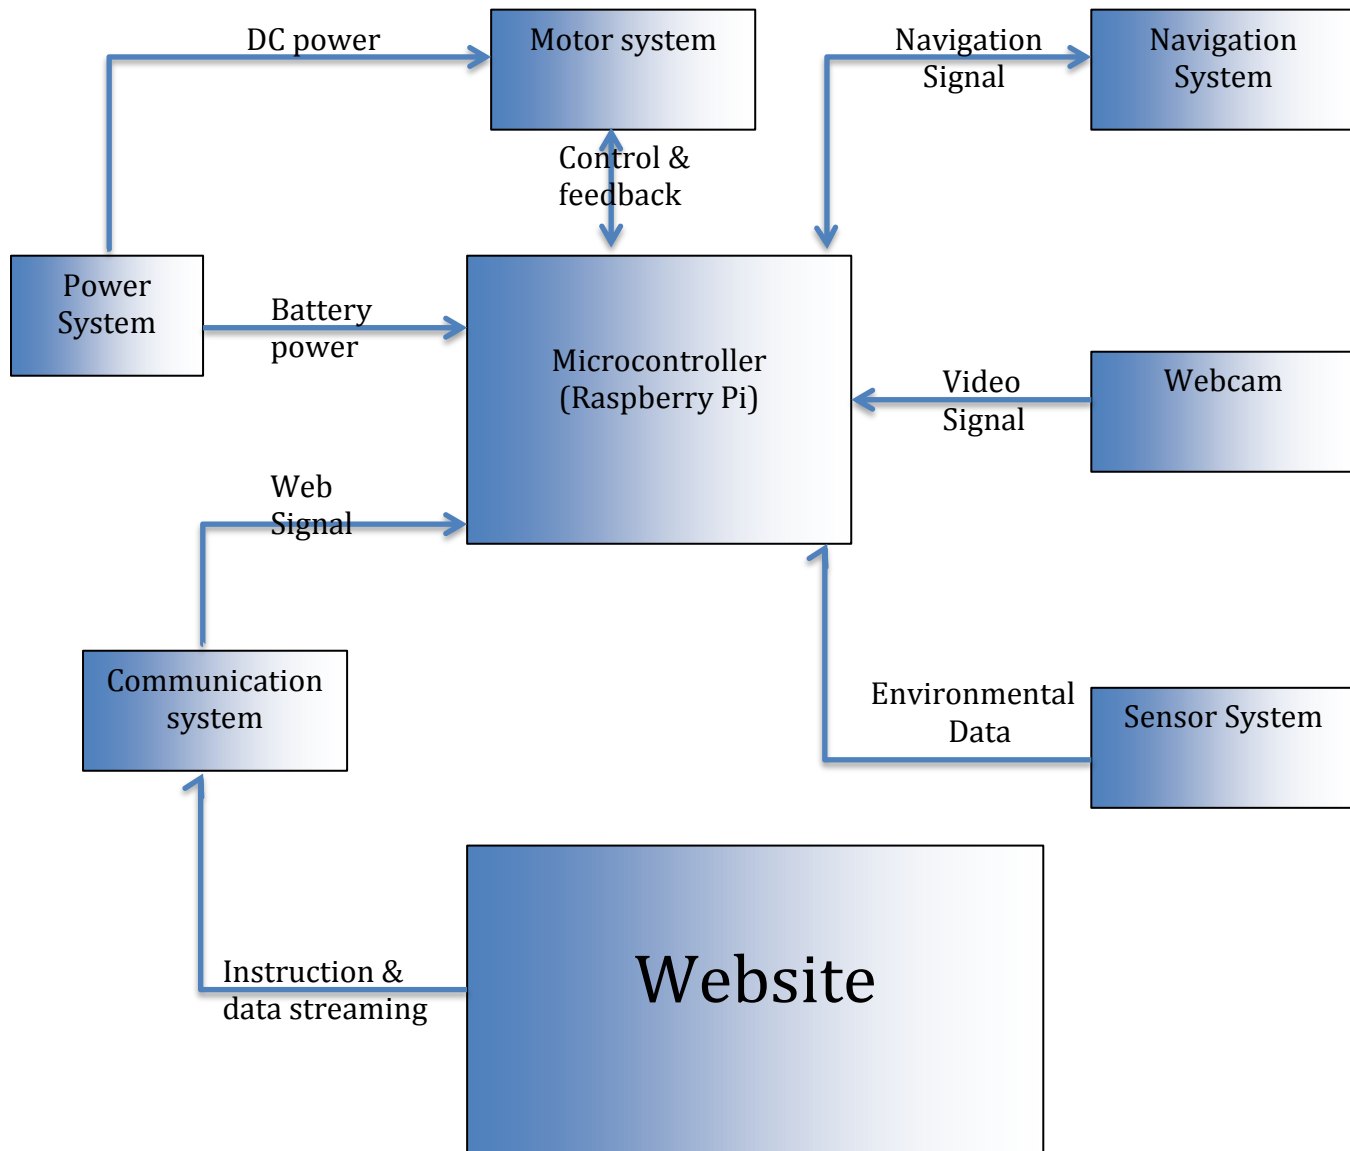 DC power
Motor system
Navigation
Signal
Navigation
System
Control &
feedback
Power
System
Battery
power
Microcontroller
(Raspberry Pi)
Video
Signal
Webcam
Web
Signal
Communication
system
Environmental
Data
Sensor System
Instruction &
data streaming
Website